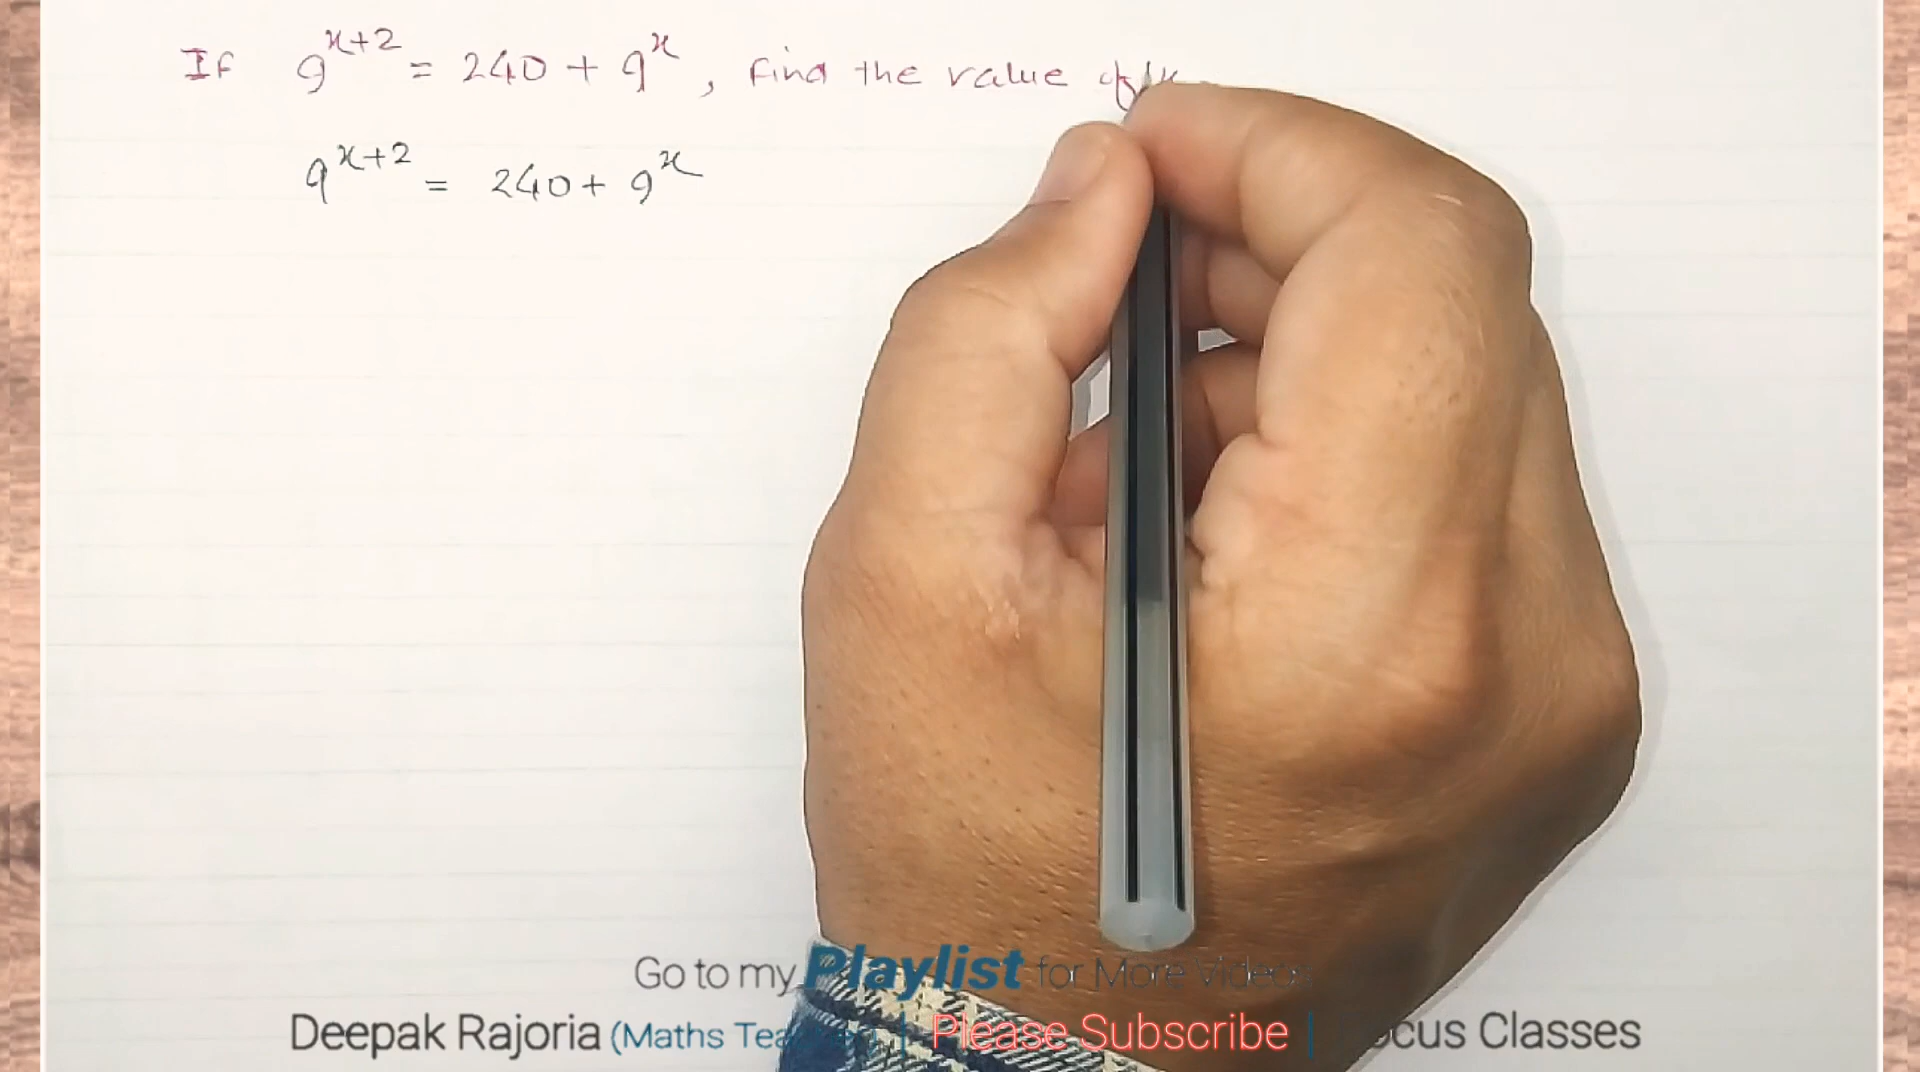 If 9^{x+2} = 240 + 9^x, find the value of x
9^{x+2} = 240 + 9^x
Go to my Playlist for More Videos
Deepak Rajoria (Maths Tea | Please Subscribe | cus Classes